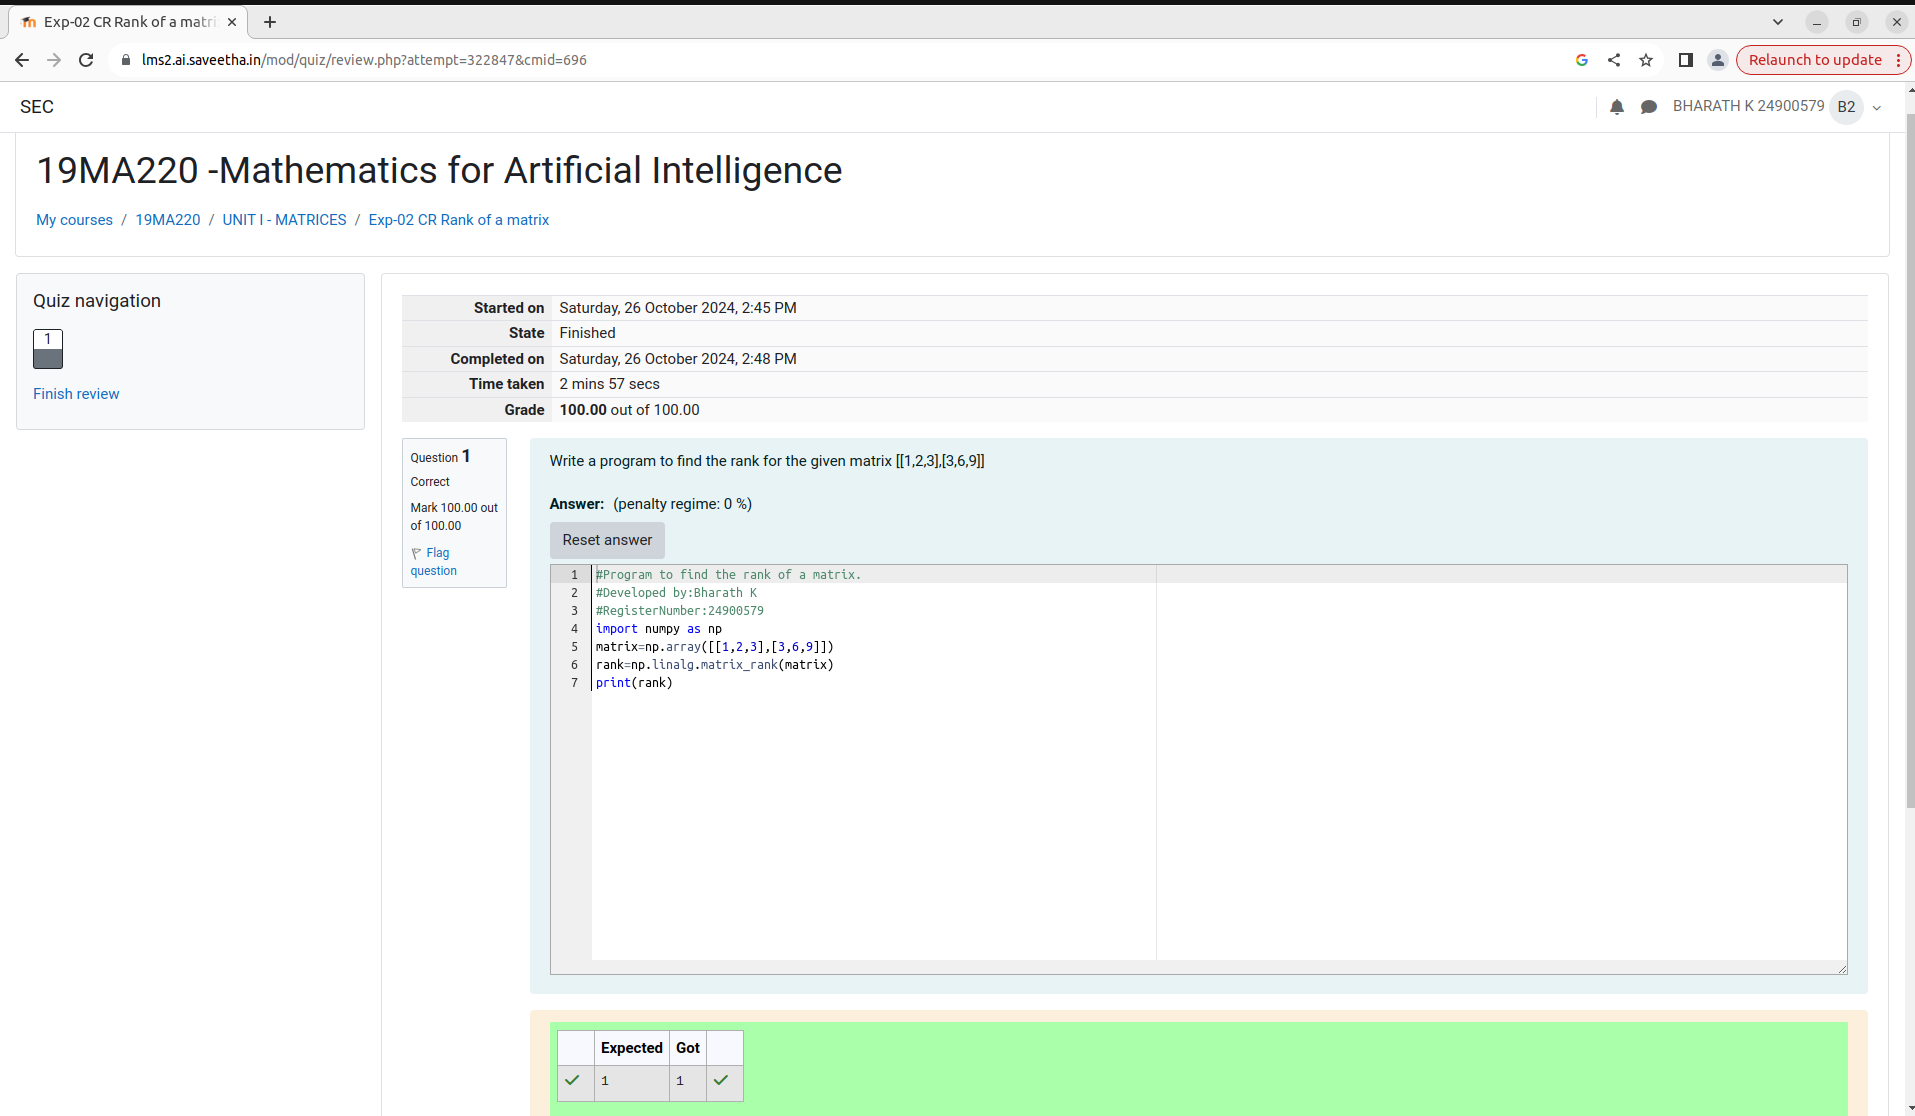 Exp-02 CR Rank of a matri
lms2.ai.saveetha.in/mod/quiz/review.php?attempt=322847&cmid=696
Relaunch to update
SEC
BHARATH K 24900579 B2
19MA220 -Mathematics for Artificial Intelligence
My courses / 19MA220 / UNIT I - MATRICES / Exp-02 CR Rank of a matrix
Quiz navigation
1
Finish review
Started on Saturday, 26 October 2024, 2:45 PM
State Finished
Completed on Saturday, 26 October 2024, 2:48 PM
Time taken 2 mins 57 secs
Grade 100.00 out of 100.00
Question 1
Correct
Mark 100.00 out
of 100.00
Flag
question
Write a program to find the rank for the given matrix [[1,2,3],[3,6,9]]
Answer: (penalty regime: 0 %)
Reset answer
1 #Program to find the rank of a matrix.
2 #Developed by:Bharath K
3 #RegisterNumber:24900579
4 import numpy as np
5 matrix=np.array([[1,2,3],[3,6,9]])
6 rank=np.linalg.matrix_rank(matrix)
7 print(rank)
Expected Got
1 1